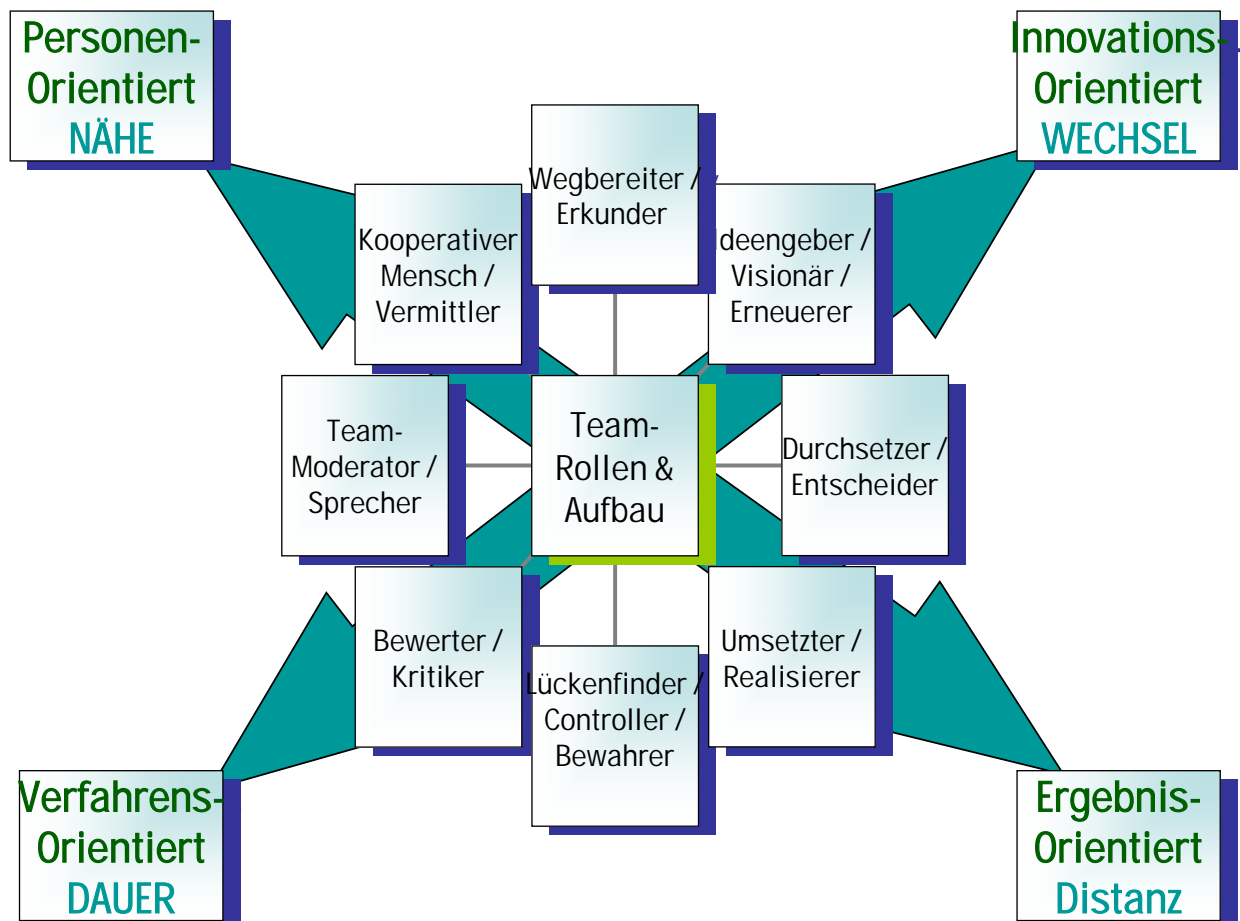 Personen-
Orientiert
NÄHE
Innovations-
Orientiert
WECHSEL
Wegbereiter /
Erkunder
Kooperativer
Mensch /
Vermittler
Ideengeber /
Visionär /
Erneuerer
Team-
Moderator /
Sprecher
Team-
Rollen &
Aufbau
Durchsetzer /
Entscheider
Bewerter /
Kritiker
Lückenfinder /
Controller /
Bewahrer
Umsetzter /
Realisierer
Verfahrens-
Orientiert
DAUER
Ergebnis-
Orientiert
Distanz